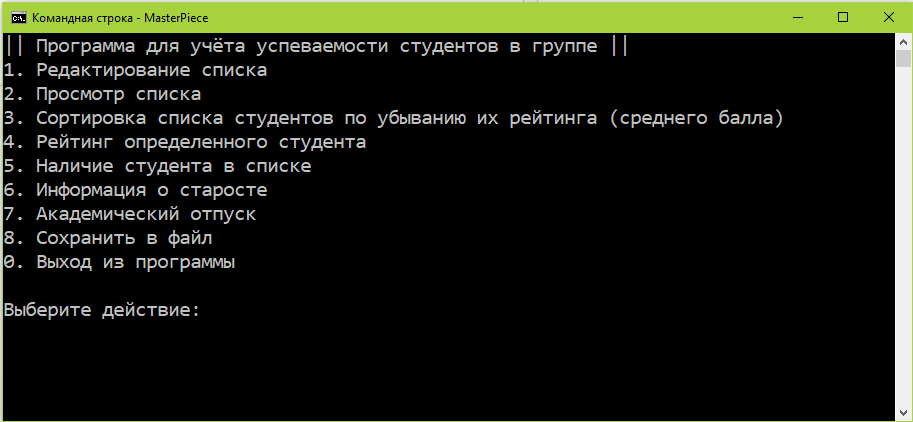 Командная строка - MasterPiece
|| Программа для учёта успеваемости студентов в группе ||
1. Редактирование списка
2. Просмотр списка
3. Сортировка списка студентов по убыванию их рейтинга (среднего балла)
4. Рейтинг определенного студента
5. Наличие студента в списке
6. Информация о старосте
7. Академический отпуск
8. Сохранить в файл
0. Выход из программы
Выберите действие: